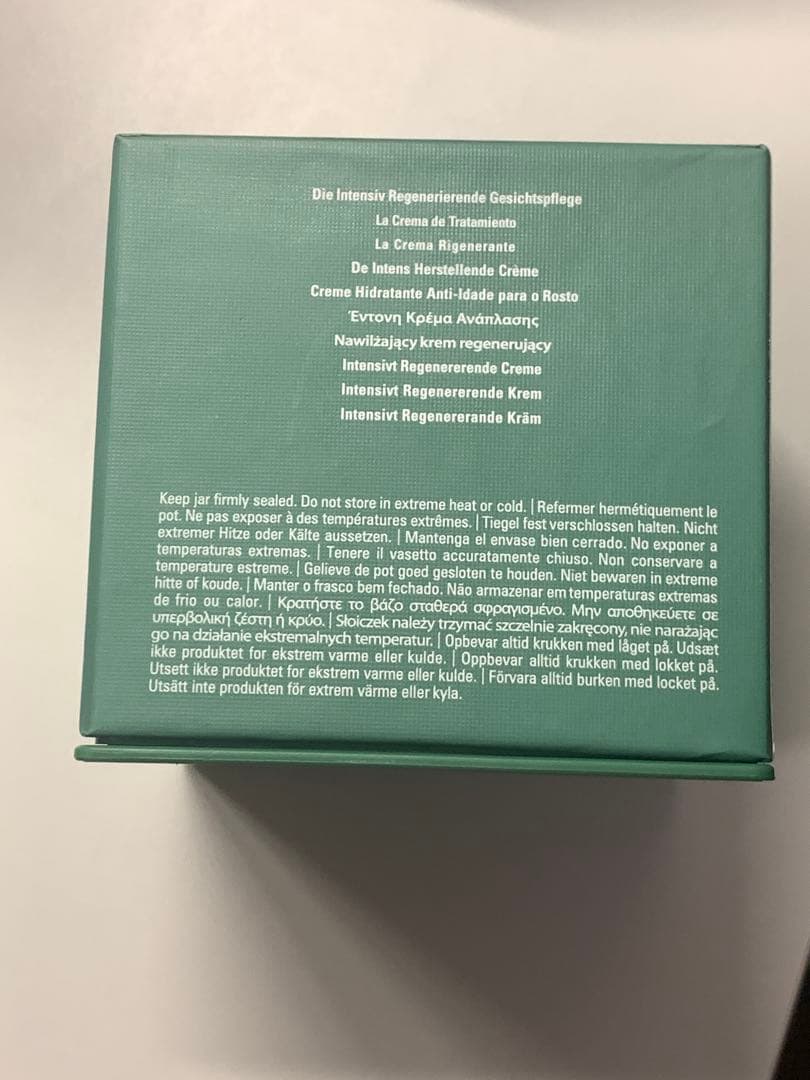 Die Intensiv Regenerierende Gesichtspflege
La Crema de Tratamiento
La Crema Rigenerante
De Intens Herstellende Crème
Creme Hidratante Anti-Idade para o Rosto
Έντονη Κρέμα Ανάπλασης
Nawilżający krem regenerujący
Intensivt Regenererende Creme
Intensivt Regenererende Krem
Intensivt Regenererande Kräm
Keep jar firmly sealed. Do not store in extreme heat or cold. | Refermer hermétiquement le
pot. Ne pas exposer à des températures extrêmes. | Tiegel fest verschlossen halten. Nicht
extremer Hitze oder Kälte aussetzen. | Mantenga el envase bien cerrado. No exponer a
temperaturas extremas. | Tenere il vasetto accuratamente chiuso. Non conservare a
temperature estreme. | Gelieve de pot goed gesloten te houden. Niet bewaren in extreme
hitte of koude. | Manter o frasco bem fechado. Não armazenar em temperaturas extremas
de frio ou calor. | Κρατήστε το βάζο σταθερά σφραγισμένο. Μην αποθηκεύετε σε
υπερβολική ζέστη ή κρύο. | Słoiczek należy trzymać szczelnie zakręcony, nie narażając
go na działanie ekstremalnych temperatur. | Opbevar altid krukken med låget på. Udsæt
ikke produktet for ekstrem varme eller kulde. | Oppbevar alltid krukken med lokket på.
Utsett ikke produktet for ekstrem varme eller kulde. | Förvara alltid burken med locket på.
Utsätt inte produkten för extrem värme eller kyla.